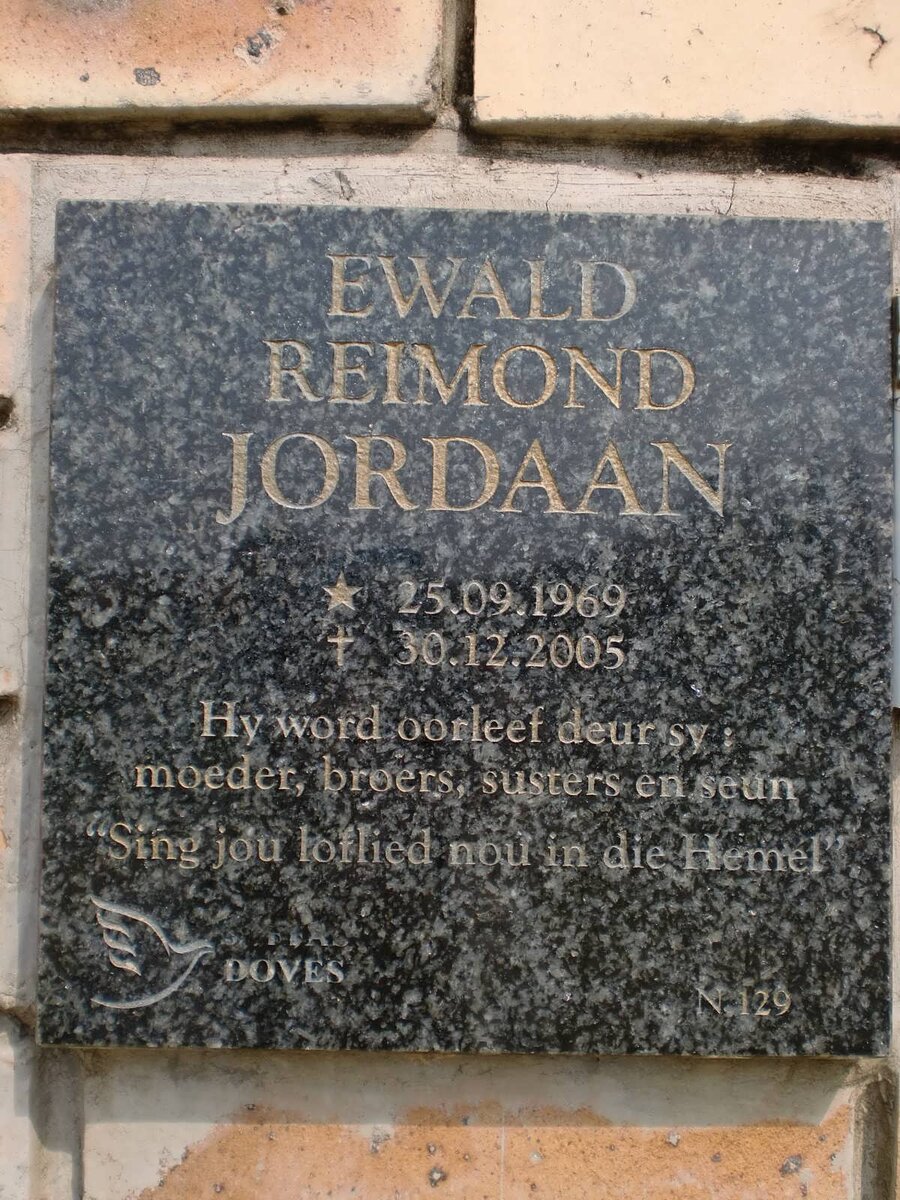 EWALD
REIMOND
JORDAAN
★ 25.09.1969
† 30.12.2005
Hy word oorleef deur sy :
moeder, broers, susters en seun
“Sing jou loflied nou in die Hemel”
DOVES
N.129